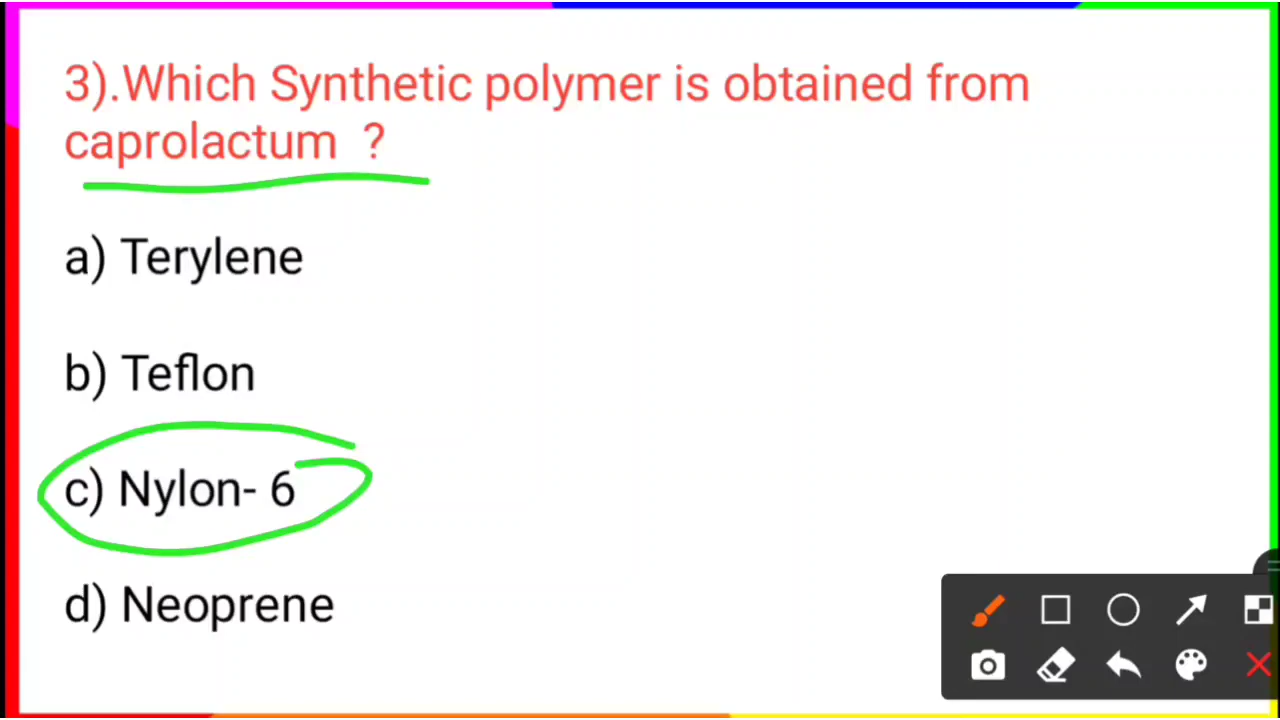 3).Which Synthetic polymer is obtained from
caprolactum ?
a) Terylene
b) Teflon
c) Nylon- 6
d) Neoprene